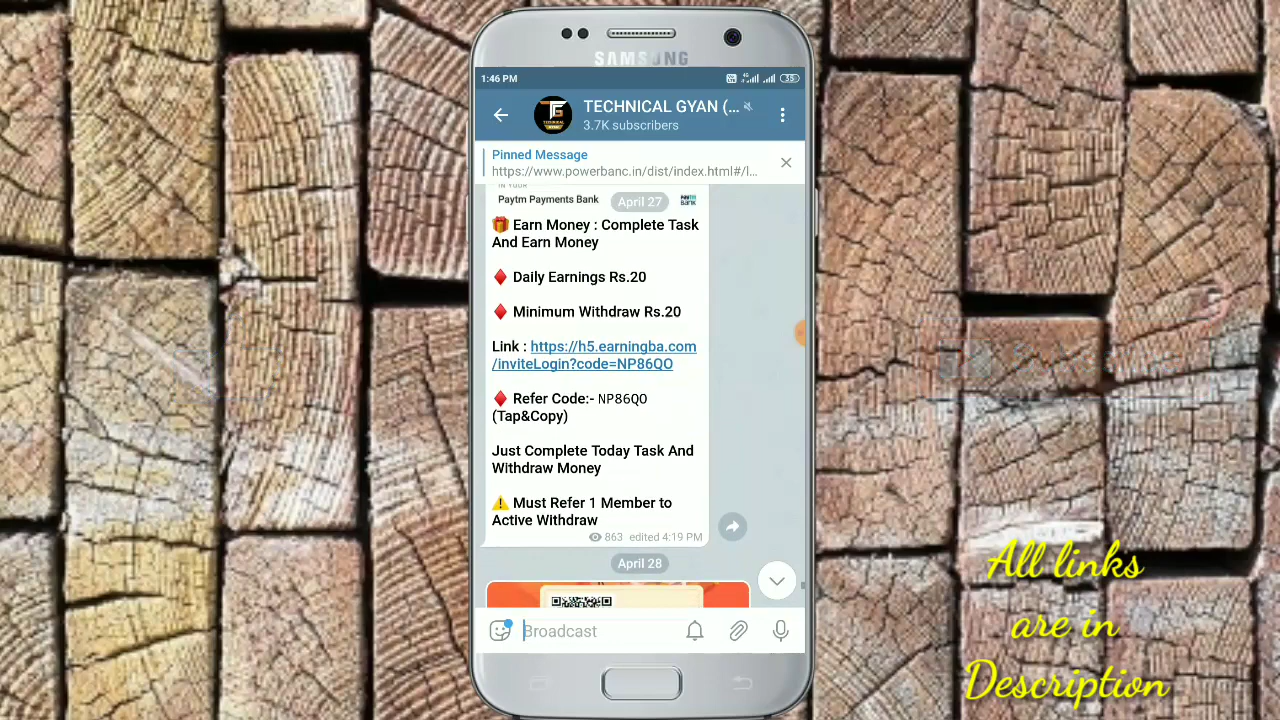 SAMSUNG
1:46 PM
4G
35
TECHNICAL GYAN (...
3.7K subscribers
Pinned Message
https://www.powerbanc.in/dist/index.html#/l...
IN YOUR
Paytm Payments Bank
April 27
🎁 Earn Money : Complete Task
And Earn Money
♦️ Daily Earnings Rs.20
♦️ Minimum Withdraw Rs.20
Link : https://h5.earningba.com
/inviteLogin?code=NP86QO
♦️ Refer Code:- NP86QO
(Tap&Copy)
Just Complete Today Task And
Withdraw Money
⚠️ Must Refer 1 Member to
Active Withdraw
863 edited 4:19 PM
April 28
Broadcast
All links
are in
Description